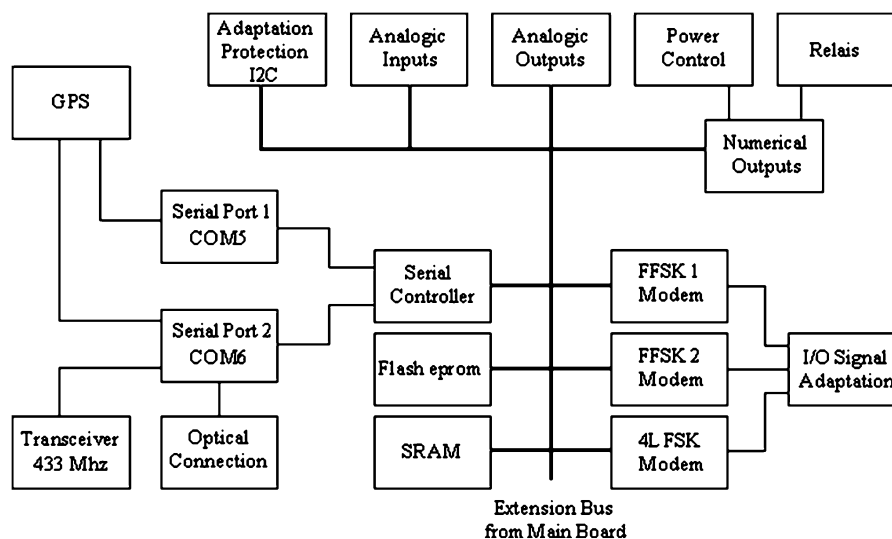 Adaptation
Protection
I2C
Analogic
Inputs
Analogic
Outputs
Power
Control
Relais
GPS
Numerical
Outputs
Serial Port 1
COM5
Serial
Controller
FFSK 1
Modem
Serial Port 2
COM6
Flash eprom
FFSK 2
Modem
I/O Signal
Adaptation
Transceiver
433 Mhz
Optical
Connection
SRAM
4L FSK
Modem
Extension Bus
from Main Board